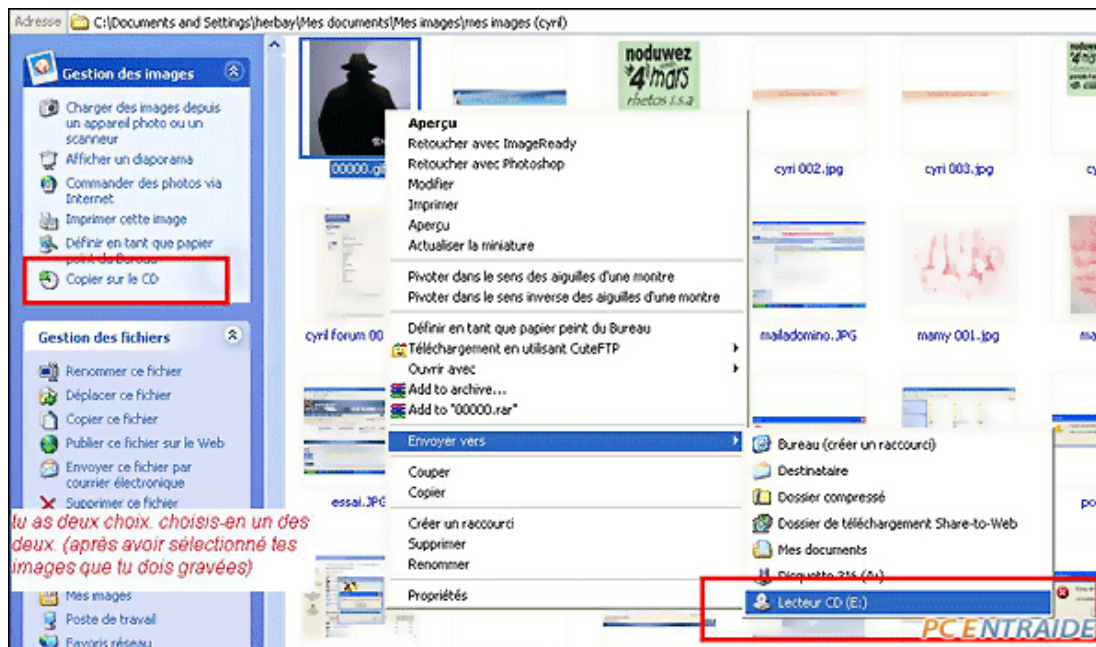 Adresse C:\Documents and Settings\herbay\Mes documents\Mes images\mes images (cyril)
Gestion des images
Charger des images depuis
un appareil photo ou un
scanneur
Afficher un diaporama
Commander des photos via
Internet
Imprimer cette image
Définir en tant que papier
point du Bureau
Copier sur le CD
Gestion des fichiers
Renommer ce fichier
Déplacer ce fichier
Copier ce fichier
Publier ce fichier sur le Web
Envoyer ce fichier par
courrier électronique
Supprimer ce fichier
tu as deux choix. choisis-en un des
deux. (après avoir sélectionné tes
images que tu dois gravées)
Mes images
Poste de travail
Favoris réseau
noduwez
4 mars
rhetos i.s.a
00000.gif
cyri 002.jpg
cyri 003.jpg
cyril forum 00
mailadomino.JPG
mamy 001.jpg
essai.JPG
Aperçu
Retoucher avec ImageReady
Retoucher avec Photoshop
Modifier
Imprimer
Aperçu
Actualiser la miniature
Pivoter dans le sens des aiguilles d'une montre
Pivoter dans le sens inverse des aiguilles d'une montre
Définir en tant que papier peint du Bureau
Téléchargement en utilisant CuteFTP
Ouvrir avec
Add to archive...
Add to "00000.rar"
Envoyer vers
Couper
Copier
Créer un raccourci
Supprimer
Renommer
Propriétés
Bureau (créer un raccourci)
Destinataire
Dossier compressé
Dossier de téléchargement Share-to-Web
Mes documents
Disquette 3½ (A:)
Lecteur CD (E:)
PCENTRAIDE